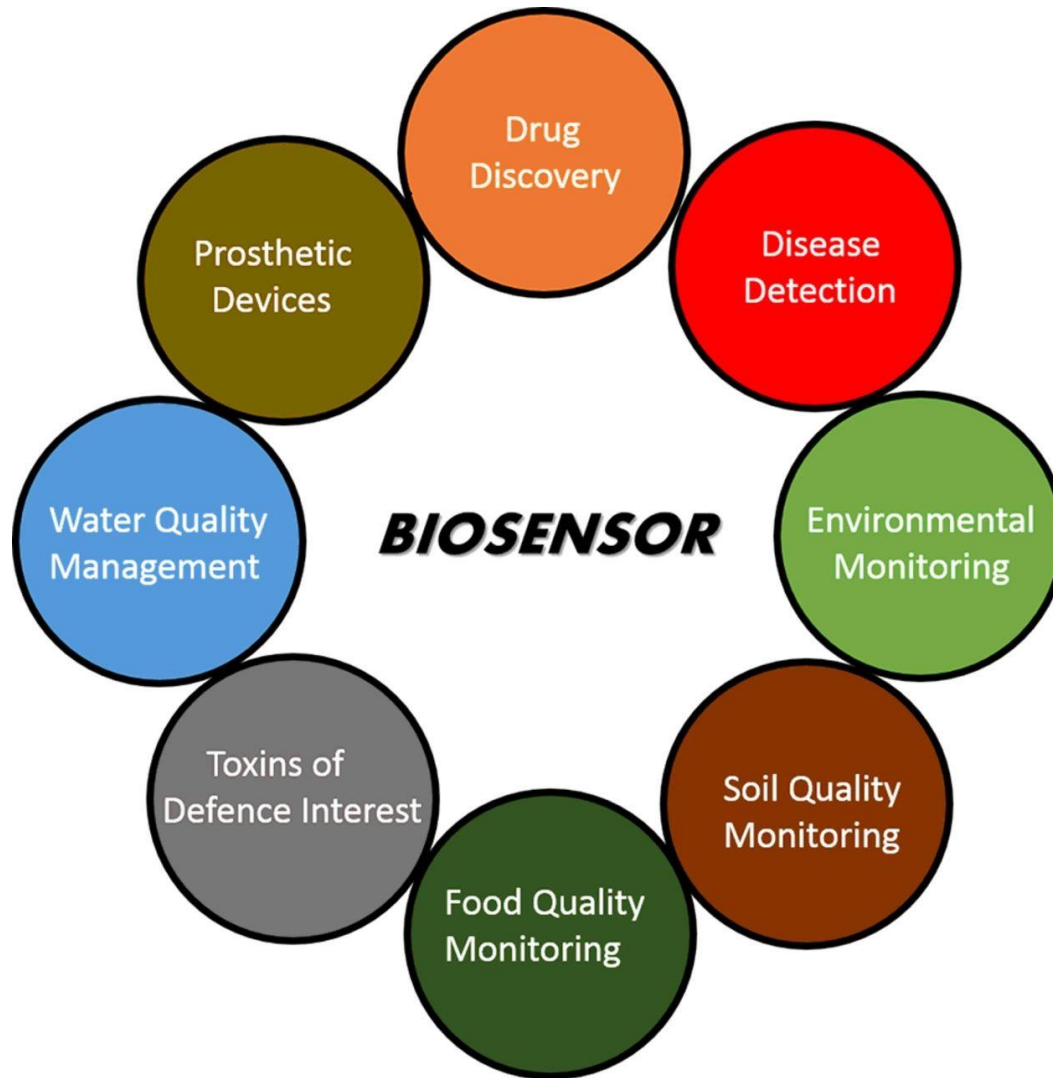 Drug
Discovery
Disease
Detection
Environmental
Monitoring
Soil Quality
Monitoring
Food Quality
Monitoring
Toxins of
Defence Interest
Water Quality
Management
Prosthetic
Devices
BIOSENSOR